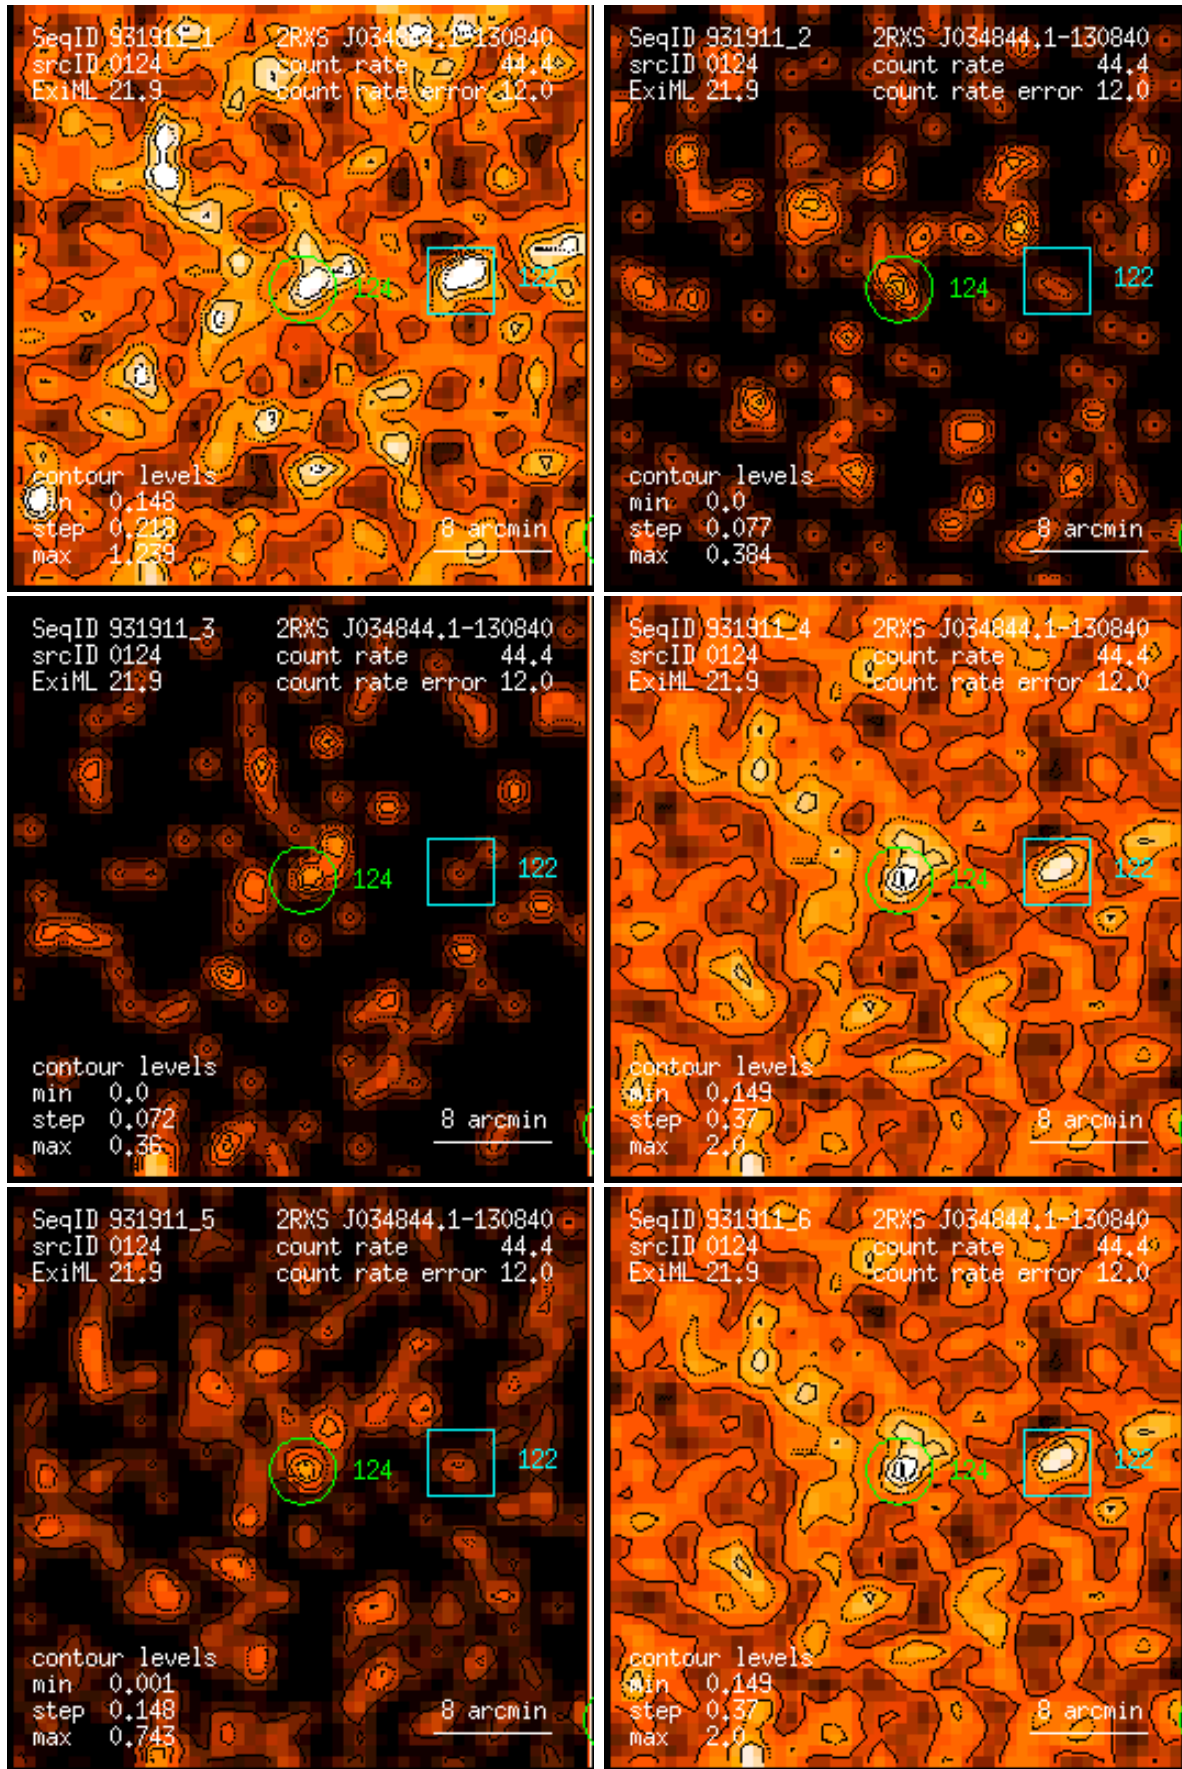 SeqID 931911_1 2RXS J034844.1-130840
srcID 0124 count rate 44.4
ExiML 21.9 count rate error 12.0
124
122
contour levels
min 0.148
step 0.218
max 1.239
8 arcmin
SeqID 931911_2 2RXS J034844.1-130840
srcID 0124 count rate 44.4
ExiML 21.9 count rate error 12.0
124
122
contour levels
min 0.0
step 0.077
max 0.384
8 arcmin
SeqID 931911_3 2RXS J034844.1-130840
srcID 0124 count rate 44.4
ExiML 21.9 count rate error 12.0
124
122
contour levels
min 0.0
step 0.072
max 0.36
8 arcmin
SeqID 931911_4 2RXS J034844.1-130840
srcID 0124 count rate 44.4
ExiML 21.9 count rate error 12.0
124
122
contour levels
min 0.149
step 0.37
max 2.0
8 arcmin
SeqID 931911_5 2RXS J034844.1-130840
srcID 0124 count rate 44.4
ExiML 21.9 count rate error 12.0
124
122
contour levels
min 0.001
step 0.148
max 0.743
8 arcmin
SeqID 931911_6 2RXS J034844.1-130840
srcID 0124 count rate 44.4
ExiML 21.9 count rate error 12.0
124
122
contour levels
min 0.149
step 0.37
max 2.0
8 arcmin